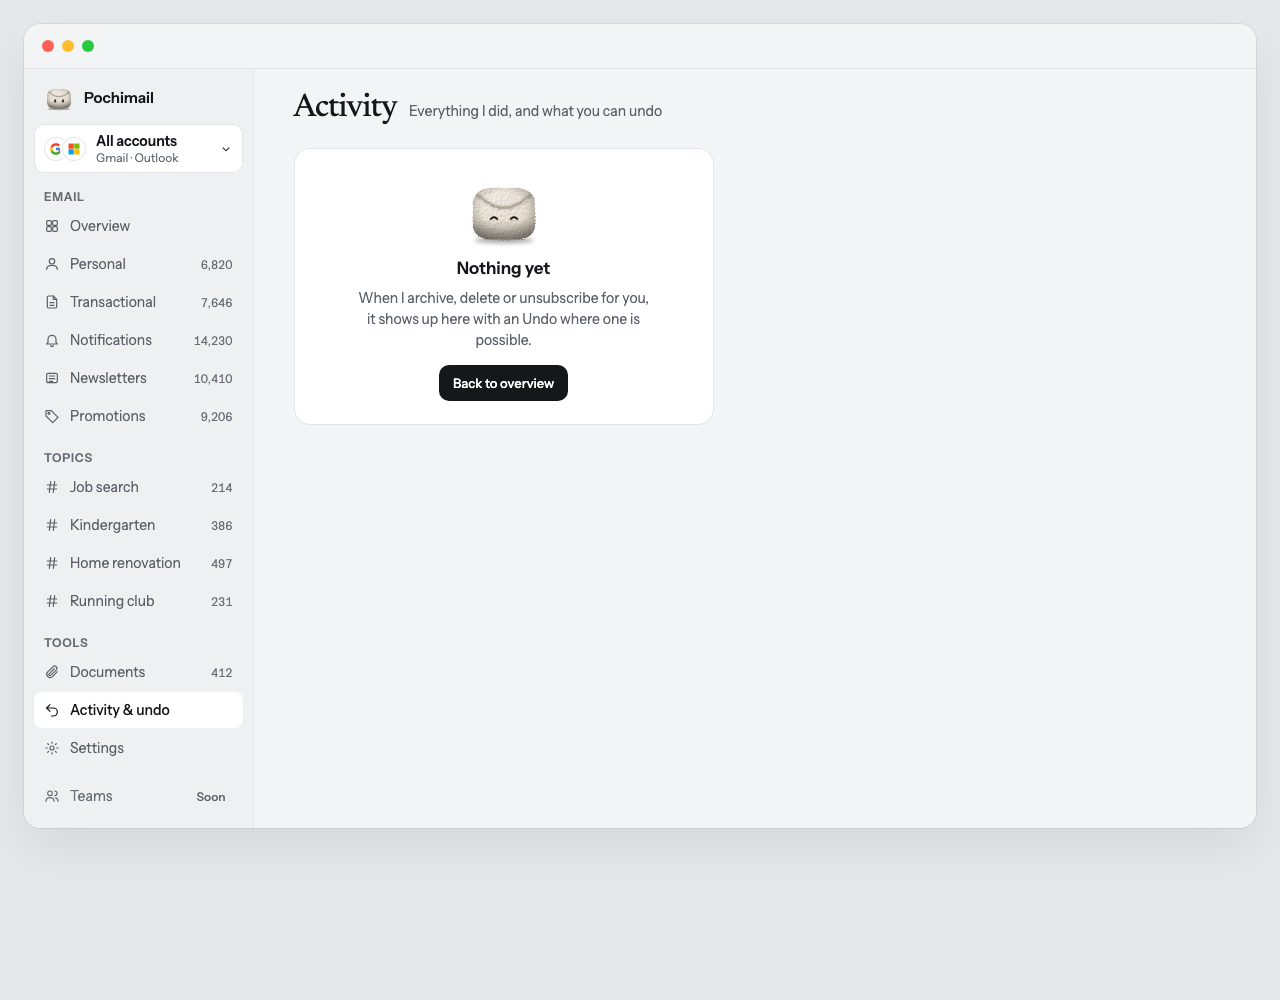 Pochimail
All accounts
Gmail · Outlook
EMAIL
Overview
Personal 6,820
Transactional 7,646
Notifications 14,230
Newsletters 10,410
Promotions 9,206
TOPICS
Job search 214
Kindergarten 386
Home renovation 497
Running club 231
TOOLS
Documents 412
Activity & undo
Settings
Teams Soon
Activity Everything I did, and what you can undo
Nothing yet
When I archive, delete or unsubscribe for you,
it shows up here with an Undo where one is
possible.
Back to overview